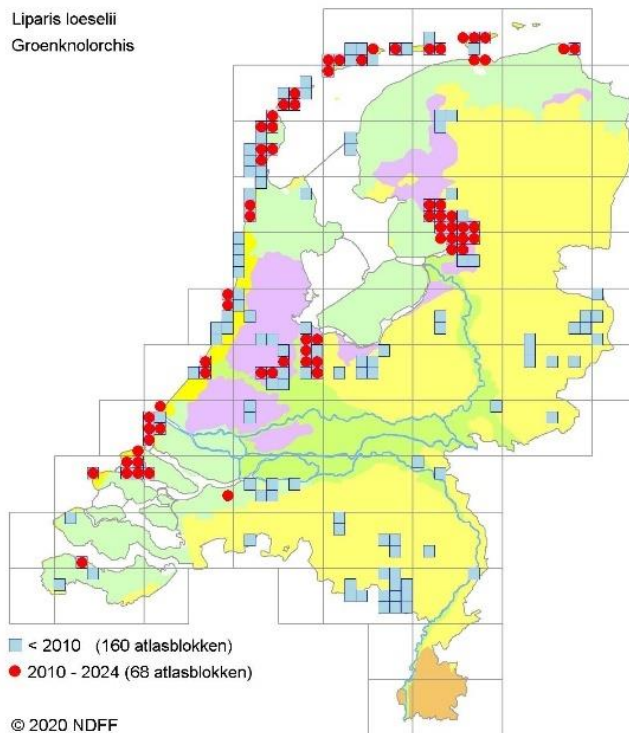 Liparis loeselii
Groenknolorchis
< 2010 (160 atlasblokken)
2010 - 2024 (68 atlasblokken)
© 2020 NDFF